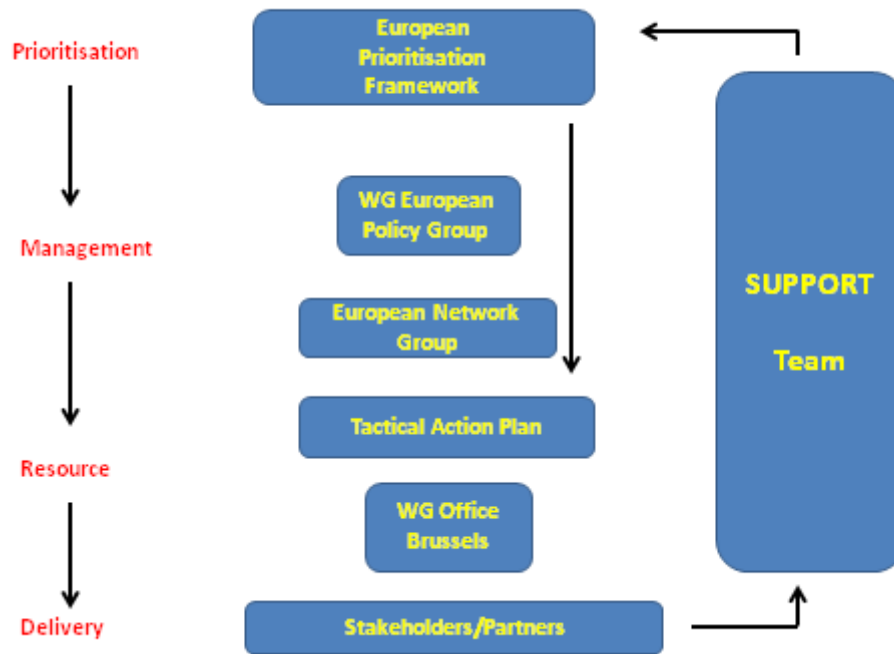 European
Prioritisation
Framework
Prioritisation
WG European
Policy Group
Management
SUPPORT
Team
European Network
Group
Tactical Action Plan
Resource
WG Office
Brussels
Delivery
Stakeholders/Partners